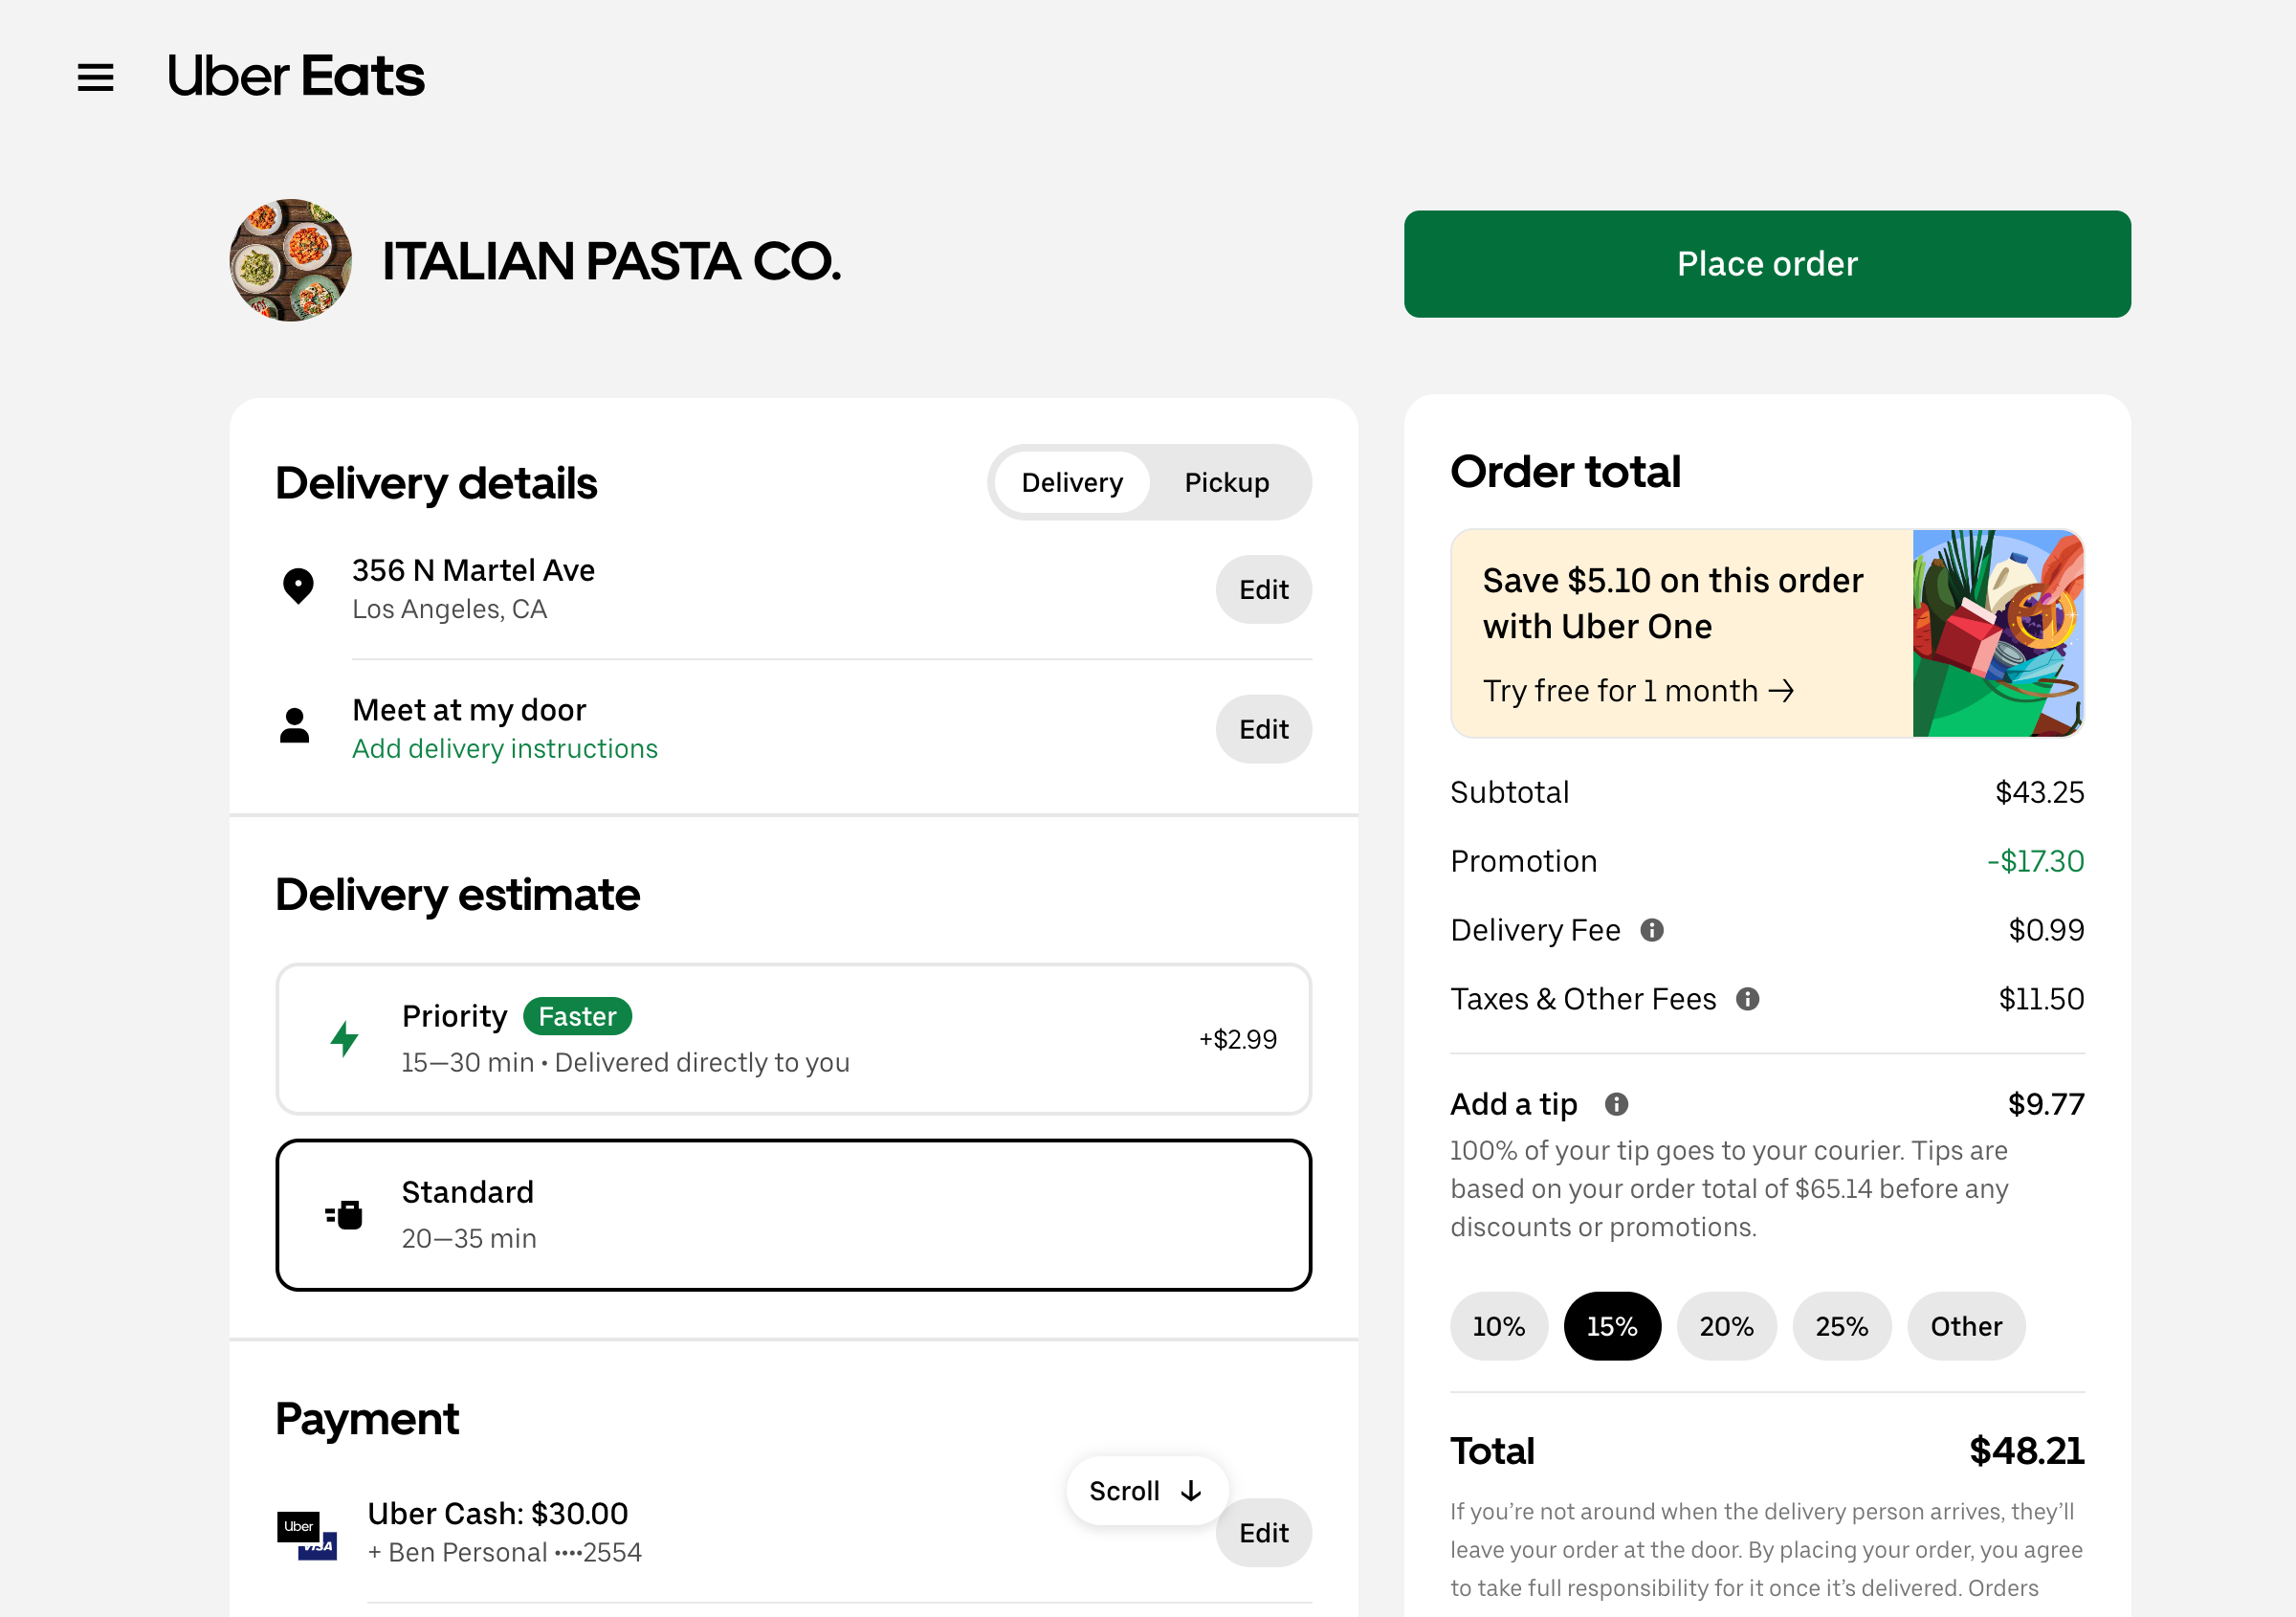 Uber Eats
ITALIAN PASTA CO.
Place order
Delivery details
Delivery Pickup
356 N Martel Ave
Los Angeles, CA
Edit
Meet at my door
Add delivery instructions
Edit
Delivery estimate
Priority Faster
15—30 min • Delivered directly to you
+$2.99
Standard
20—35 min
Payment
Scroll ↓
Uber
VISA
Uber Cash: $30.00
+ Ben Personal ••••2554
Edit
Order total
Save $5.10 on this order
with Uber One
Try free for 1 month →
Subtotal $43.25
Promotion -$17.30
Delivery Fee $0.99
Taxes & Other Fees $11.50
Add a tip $9.77
100% of your tip goes to your courier. Tips are
based on your order total of $65.14 before any
discounts or promotions.
10% 15% 20% 25% Other
Total $48.21
If you’re not around when the delivery person arrives, they’ll
leave your order at the door. By placing your order, you agree
to take full responsibility for it once it’s delivered. Orders